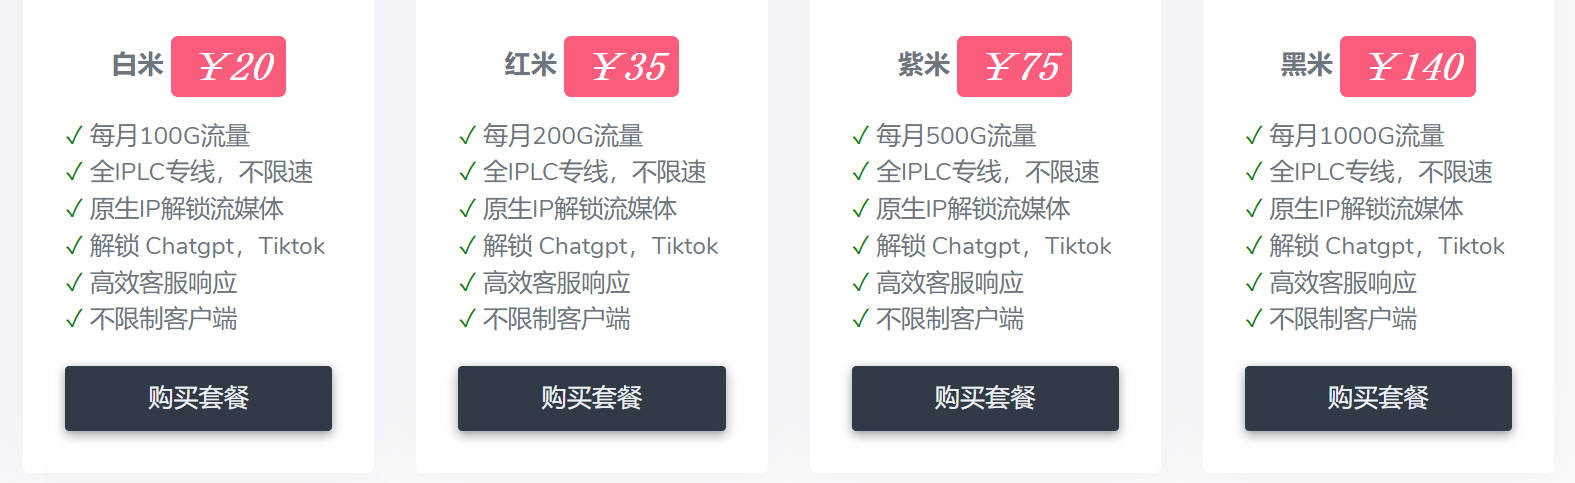 白米 ￥20
✓ 每月100G流量
✓ 全IPLC专线，不限速
✓ 原生IP解锁流媒体
✓ 解锁 Chatgpt，Tiktok
✓ 高效客服响应
✓ 不限制客户端
购买套餐
红米 ￥35
✓ 每月200G流量
✓ 全IPLC专线，不限速
✓ 原生IP解锁流媒体
✓ 解锁 Chatgpt，Tiktok
✓ 高效客服响应
✓ 不限制客户端
购买套餐
紫米 ￥75
✓ 每月500G流量
✓ 全IPLC专线，不限速
✓ 原生IP解锁流媒体
✓ 解锁 Chatgpt，Tiktok
✓ 高效客服响应
✓ 不限制客户端
购买套餐
黑米 ￥140
✓ 每月1000G流量
✓ 全IPLC专线，不限速
✓ 原生IP解锁流媒体
✓ 解锁 Chatgpt，Tiktok
✓ 高效客服响应
✓ 不限制客户端
购买套餐